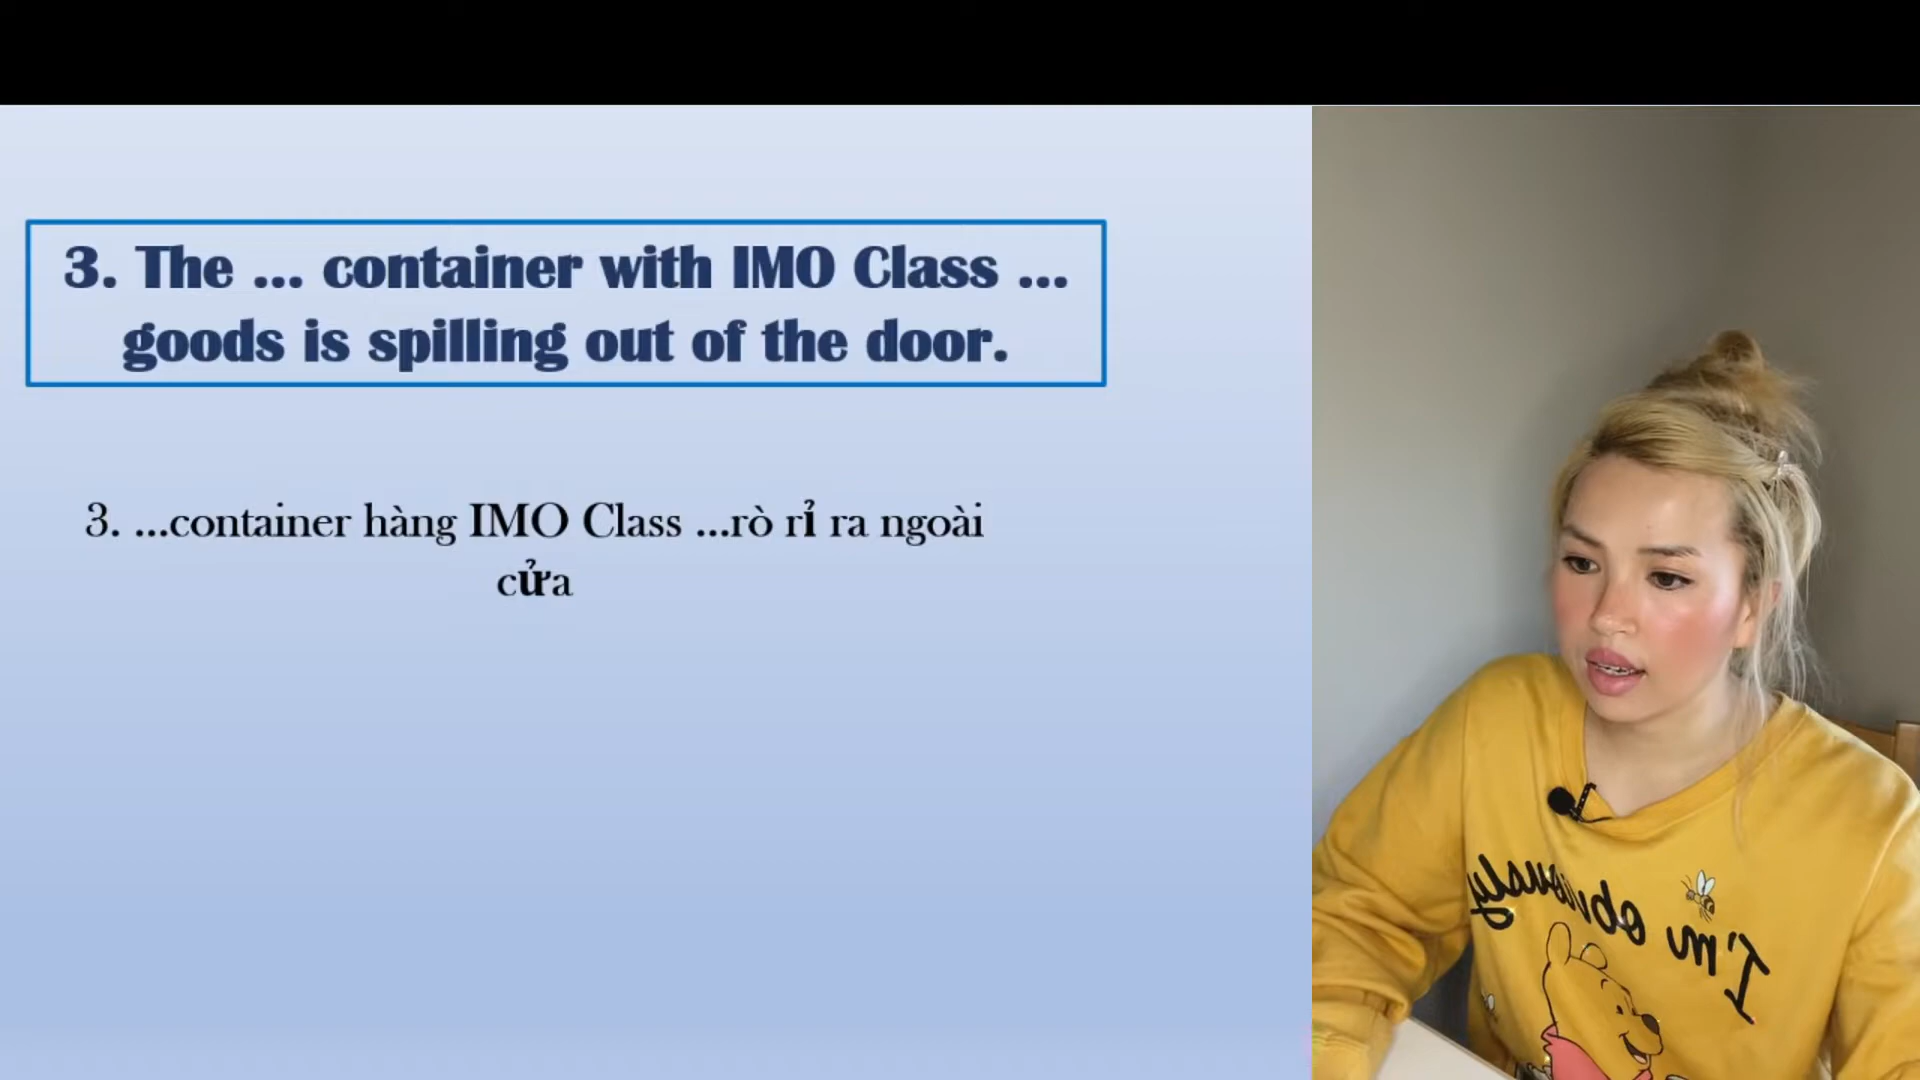 3. The ... container with IMO Class ...
goods is spilling out of the door.
3. ...container hàng IMO Class ...rò rỉ ra ngoài
cửa
I'm obviously